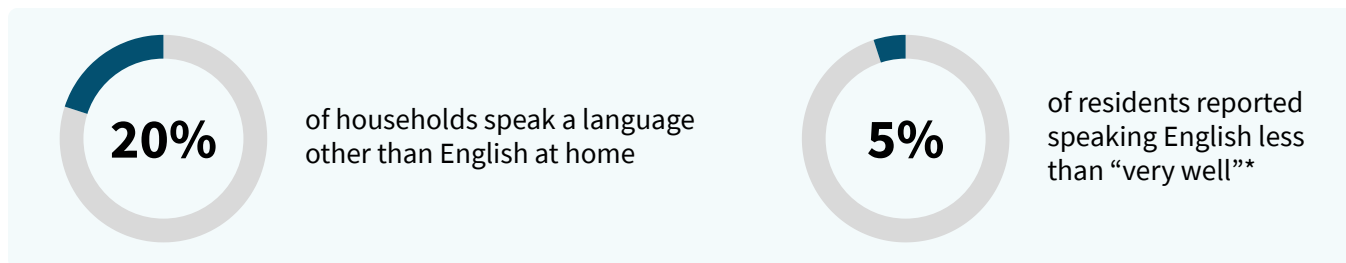 20%
of households speak a language
other than English at home
5%
of residents reported
speaking English less
than “very well”*